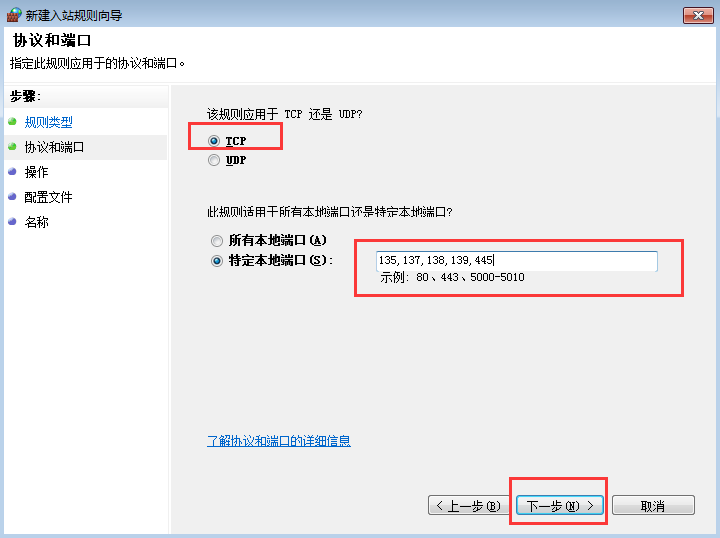 新建入站规则向导
协议和端口
指定此规则应用于的协议和端口。
步骤:
规则类型
协议和端口
操作
配置文件
名称
该规则应用于 TCP 还是 UDP?
TCP
UDP
此规则适用于所有本地端口还是特定本地端口?
所有本地端口(A)
特定本地端口(S):
135,137,138,139,445
示例: 80、443、5000-5010
了解协议和端口的详细信息
< 上一步(B)
下一步(N) >
取消